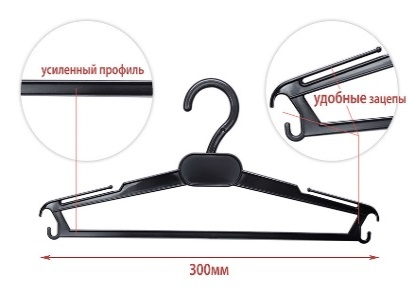 усиленный профиль
удобные зацепы
300мм